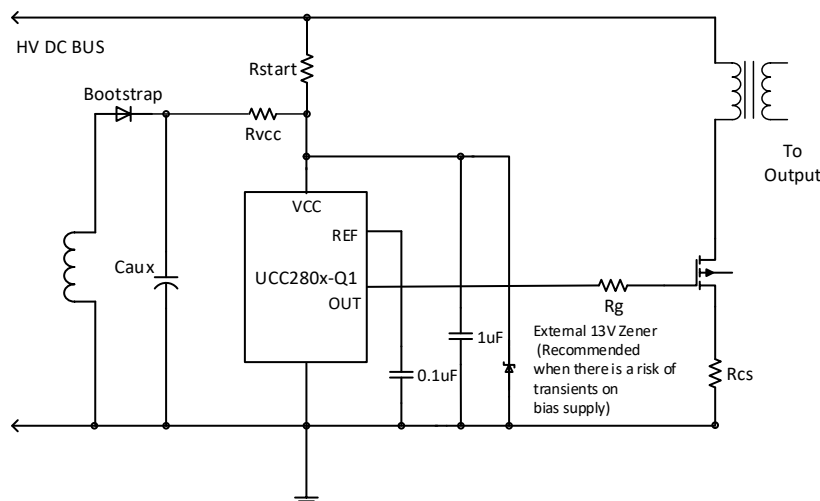 HV DC BUS
Rstart
Bootstrap
Rvcc
To
Output
VCC
REF
Caux
UCC280x-Q1
OUT
Rg
1uF
External 13V Zener
(Recommended
when there is a risk of
transients on
bias supply)
0.1uF
Rcs